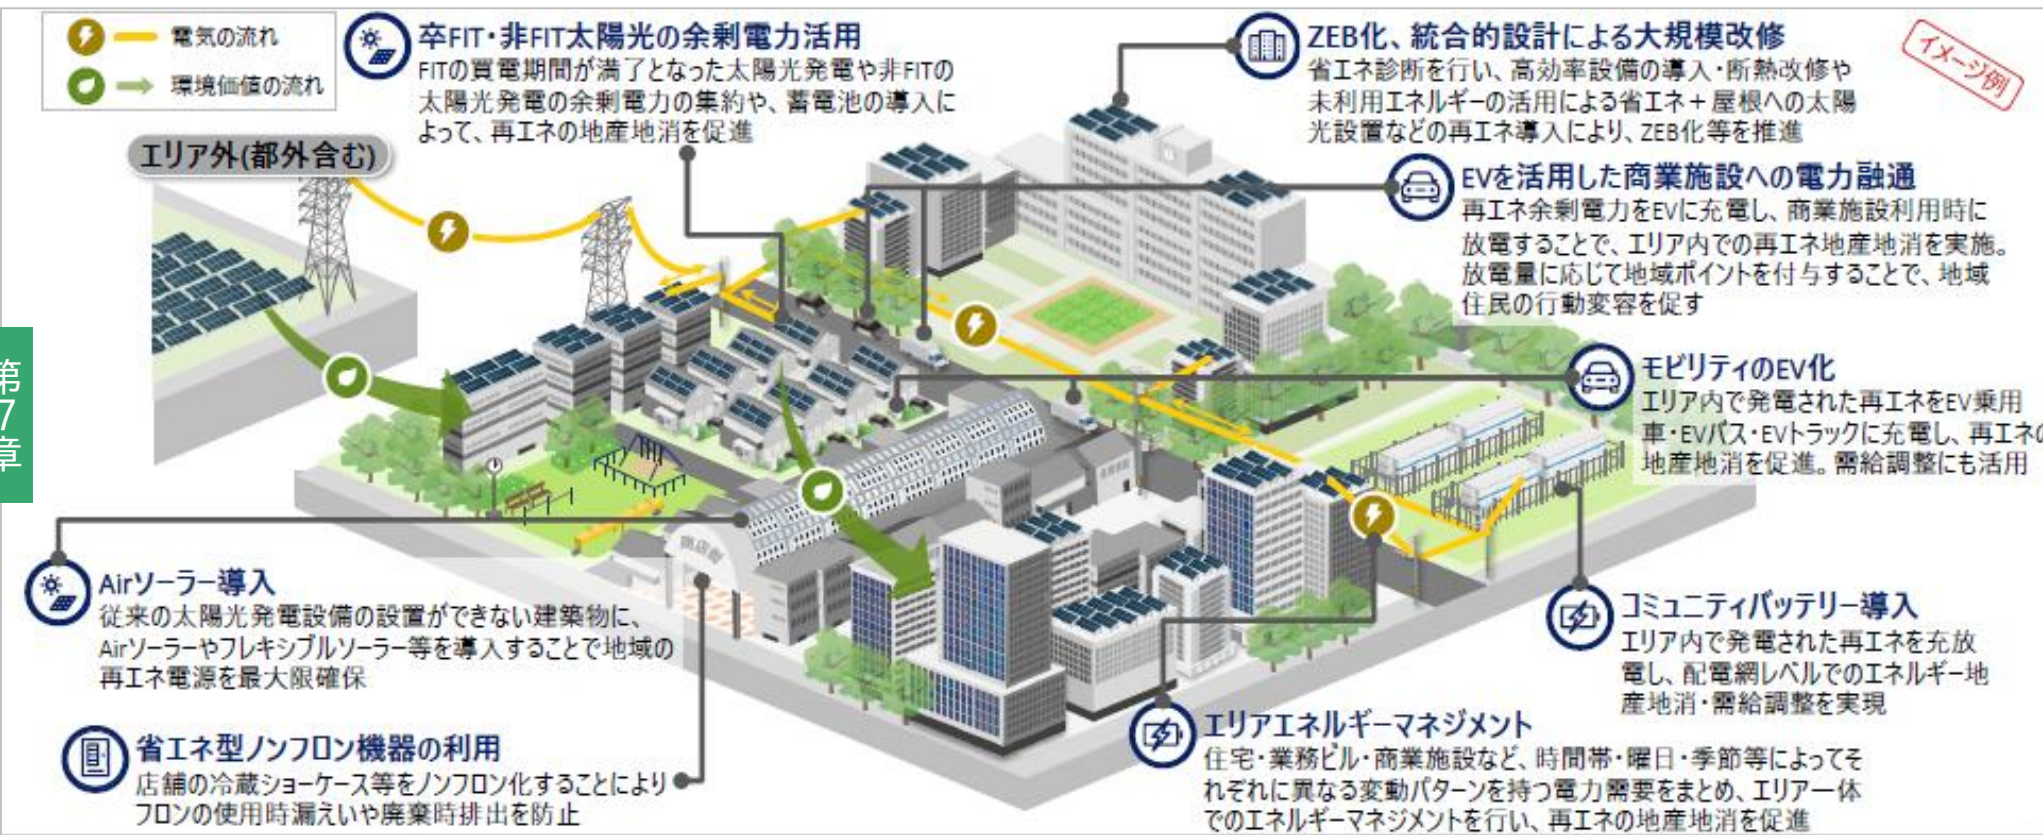 電気の流れ
環境価値の流れ
卒FIT・非FIT太陽光の余剰電力活用
FITの買電期間が満了となった太陽光発電や非FITの
太陽光発電の余剰電力の集約や、蓄電池の導入に
よって、再エネの地産地消を促進
ZEB化、統合的設計による大規模改修
省エネ診断を行い、高効率設備の導入・断熱改修や
未利用エネルギーの活用による省エネ＋屋根への太陽
光設置などの再エネ導入により、ZEB化等を推進
イメージ例
エリア外(都外含む)
EVを活用した商業施設への電力融通
再エネ余剰電力をEVに充電し、商業施設利用時に
放電することで、エリア内での再エネ地産地消を実施。
放電量に応じて地域ポイントを付与することで、地域
住民の行動変容を促す
第7章
モビリティのEV化
エリア内で発電された再エネをEV乗用
車・EVバス・EVトラックに充電し、再エネの
地産地消を促進。需給調整にも活用
商店街
Airソーラー導入
従来の太陽光発電設備の設置ができない建築物に、
Airソーラーやフレキシブルソーラー等を導入することで地域の
再エネ電源を最大限確保
コミュニティバッテリー導入
エリア内で発電された再エネを充放
電し、配電網レベルでのエネルギー地
産地消・需給調整を実現
省エネ型ノンフロン機器の利用
店舗の冷蔵ショーケース等をノンフロン化することにより
フロンの使用時漏えいや廃棄時排出を防止
エリアエネルギーマネジメント
住宅・業務ビル・商業施設など、時間帯・曜日・季節等によってそ
れぞれに異なる変動パターンを持つ電力需要をまとめ、エリア一体
でのエネルギーマネジメントを行い、再エネの地産地消を促進